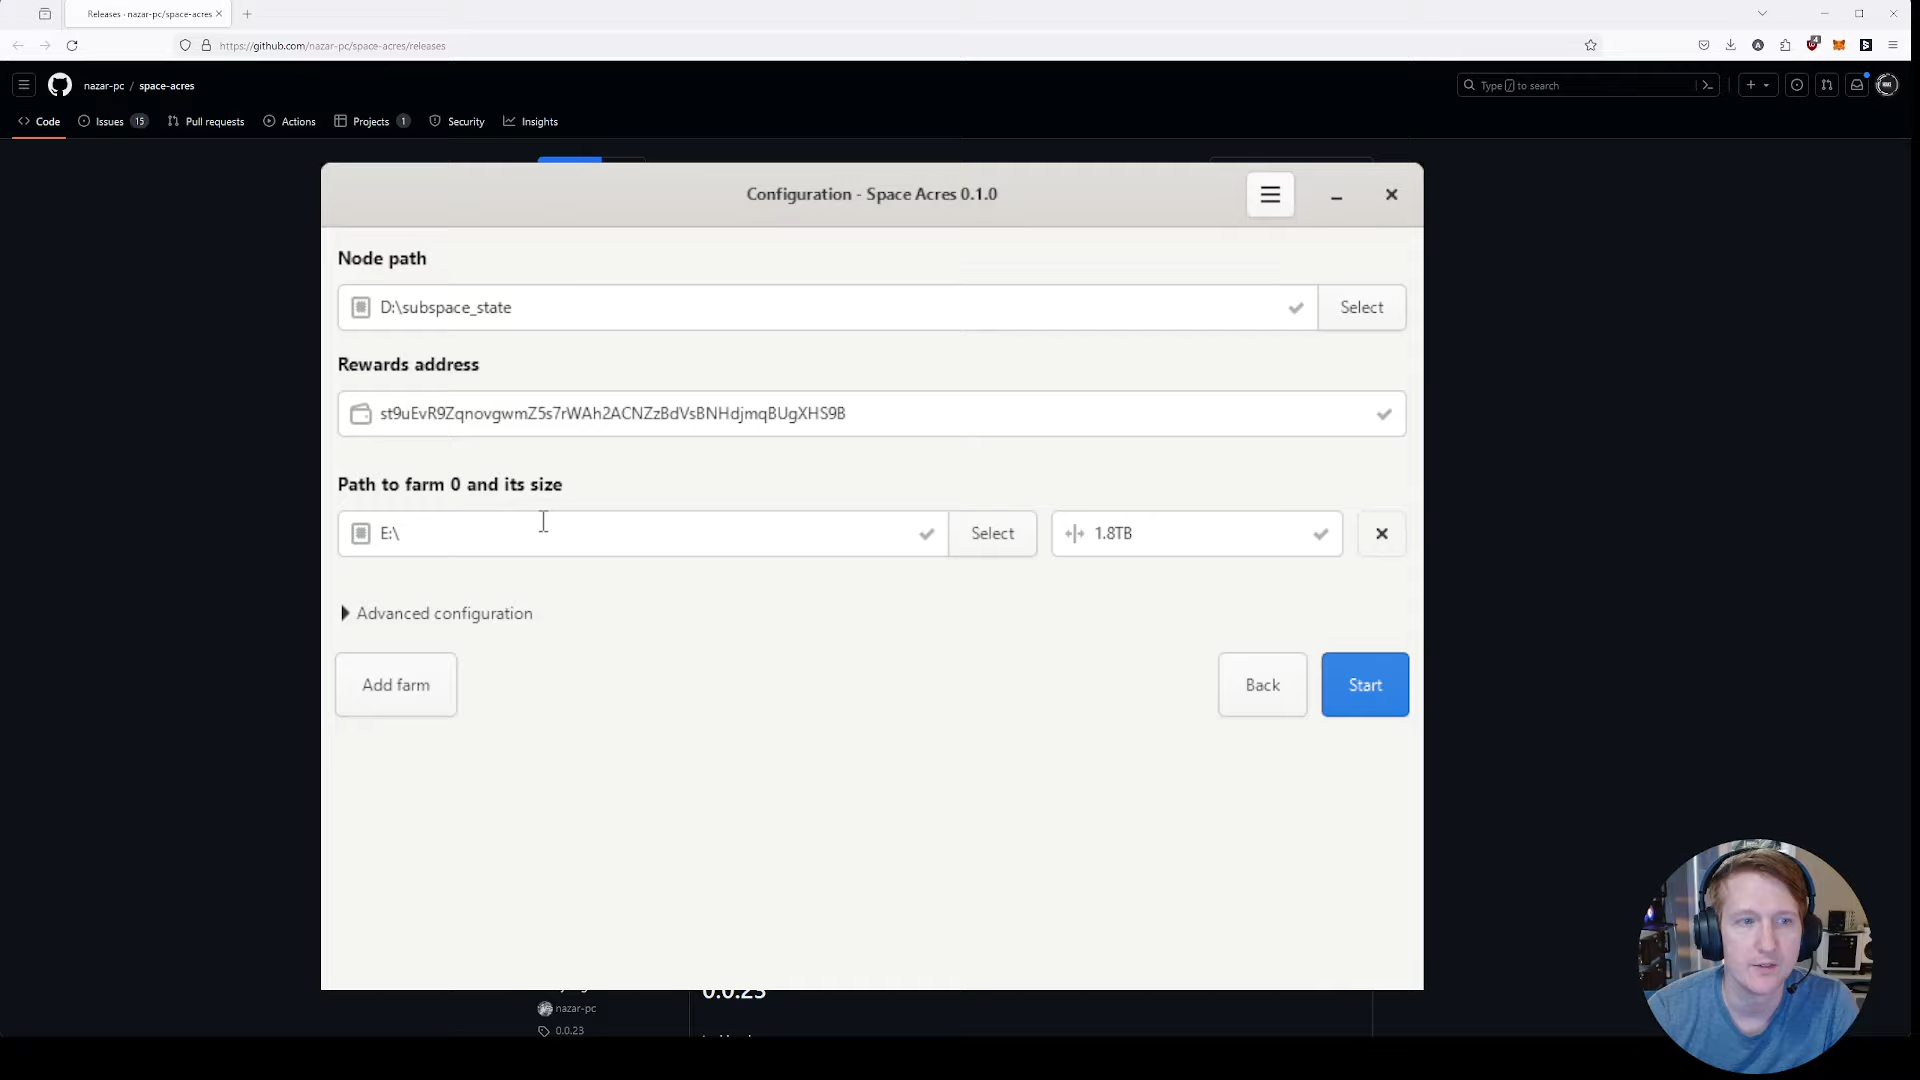 Releases · nazar-pc/space-acres
https://github.com/nazar-pc/space-acres/releases
nazar-pc / space-acres
Type / to search
Code
Issues 15
Pull requests
Actions
Projects 1
Security
Insights
Configuration - Space Acres 0.1.0
Node path
D:\subspace_state
Select
Rewards address
st9uEvR9ZqnovgwmZ5s7rWAh2ACNZzBdVsBNHdjmqBUgXHS9B
Path to farm 0 and its size
E:\
Select
1.8TB
Advanced configuration
Add farm
Back
Start
0.0.23
nazar-pc
0.0.23